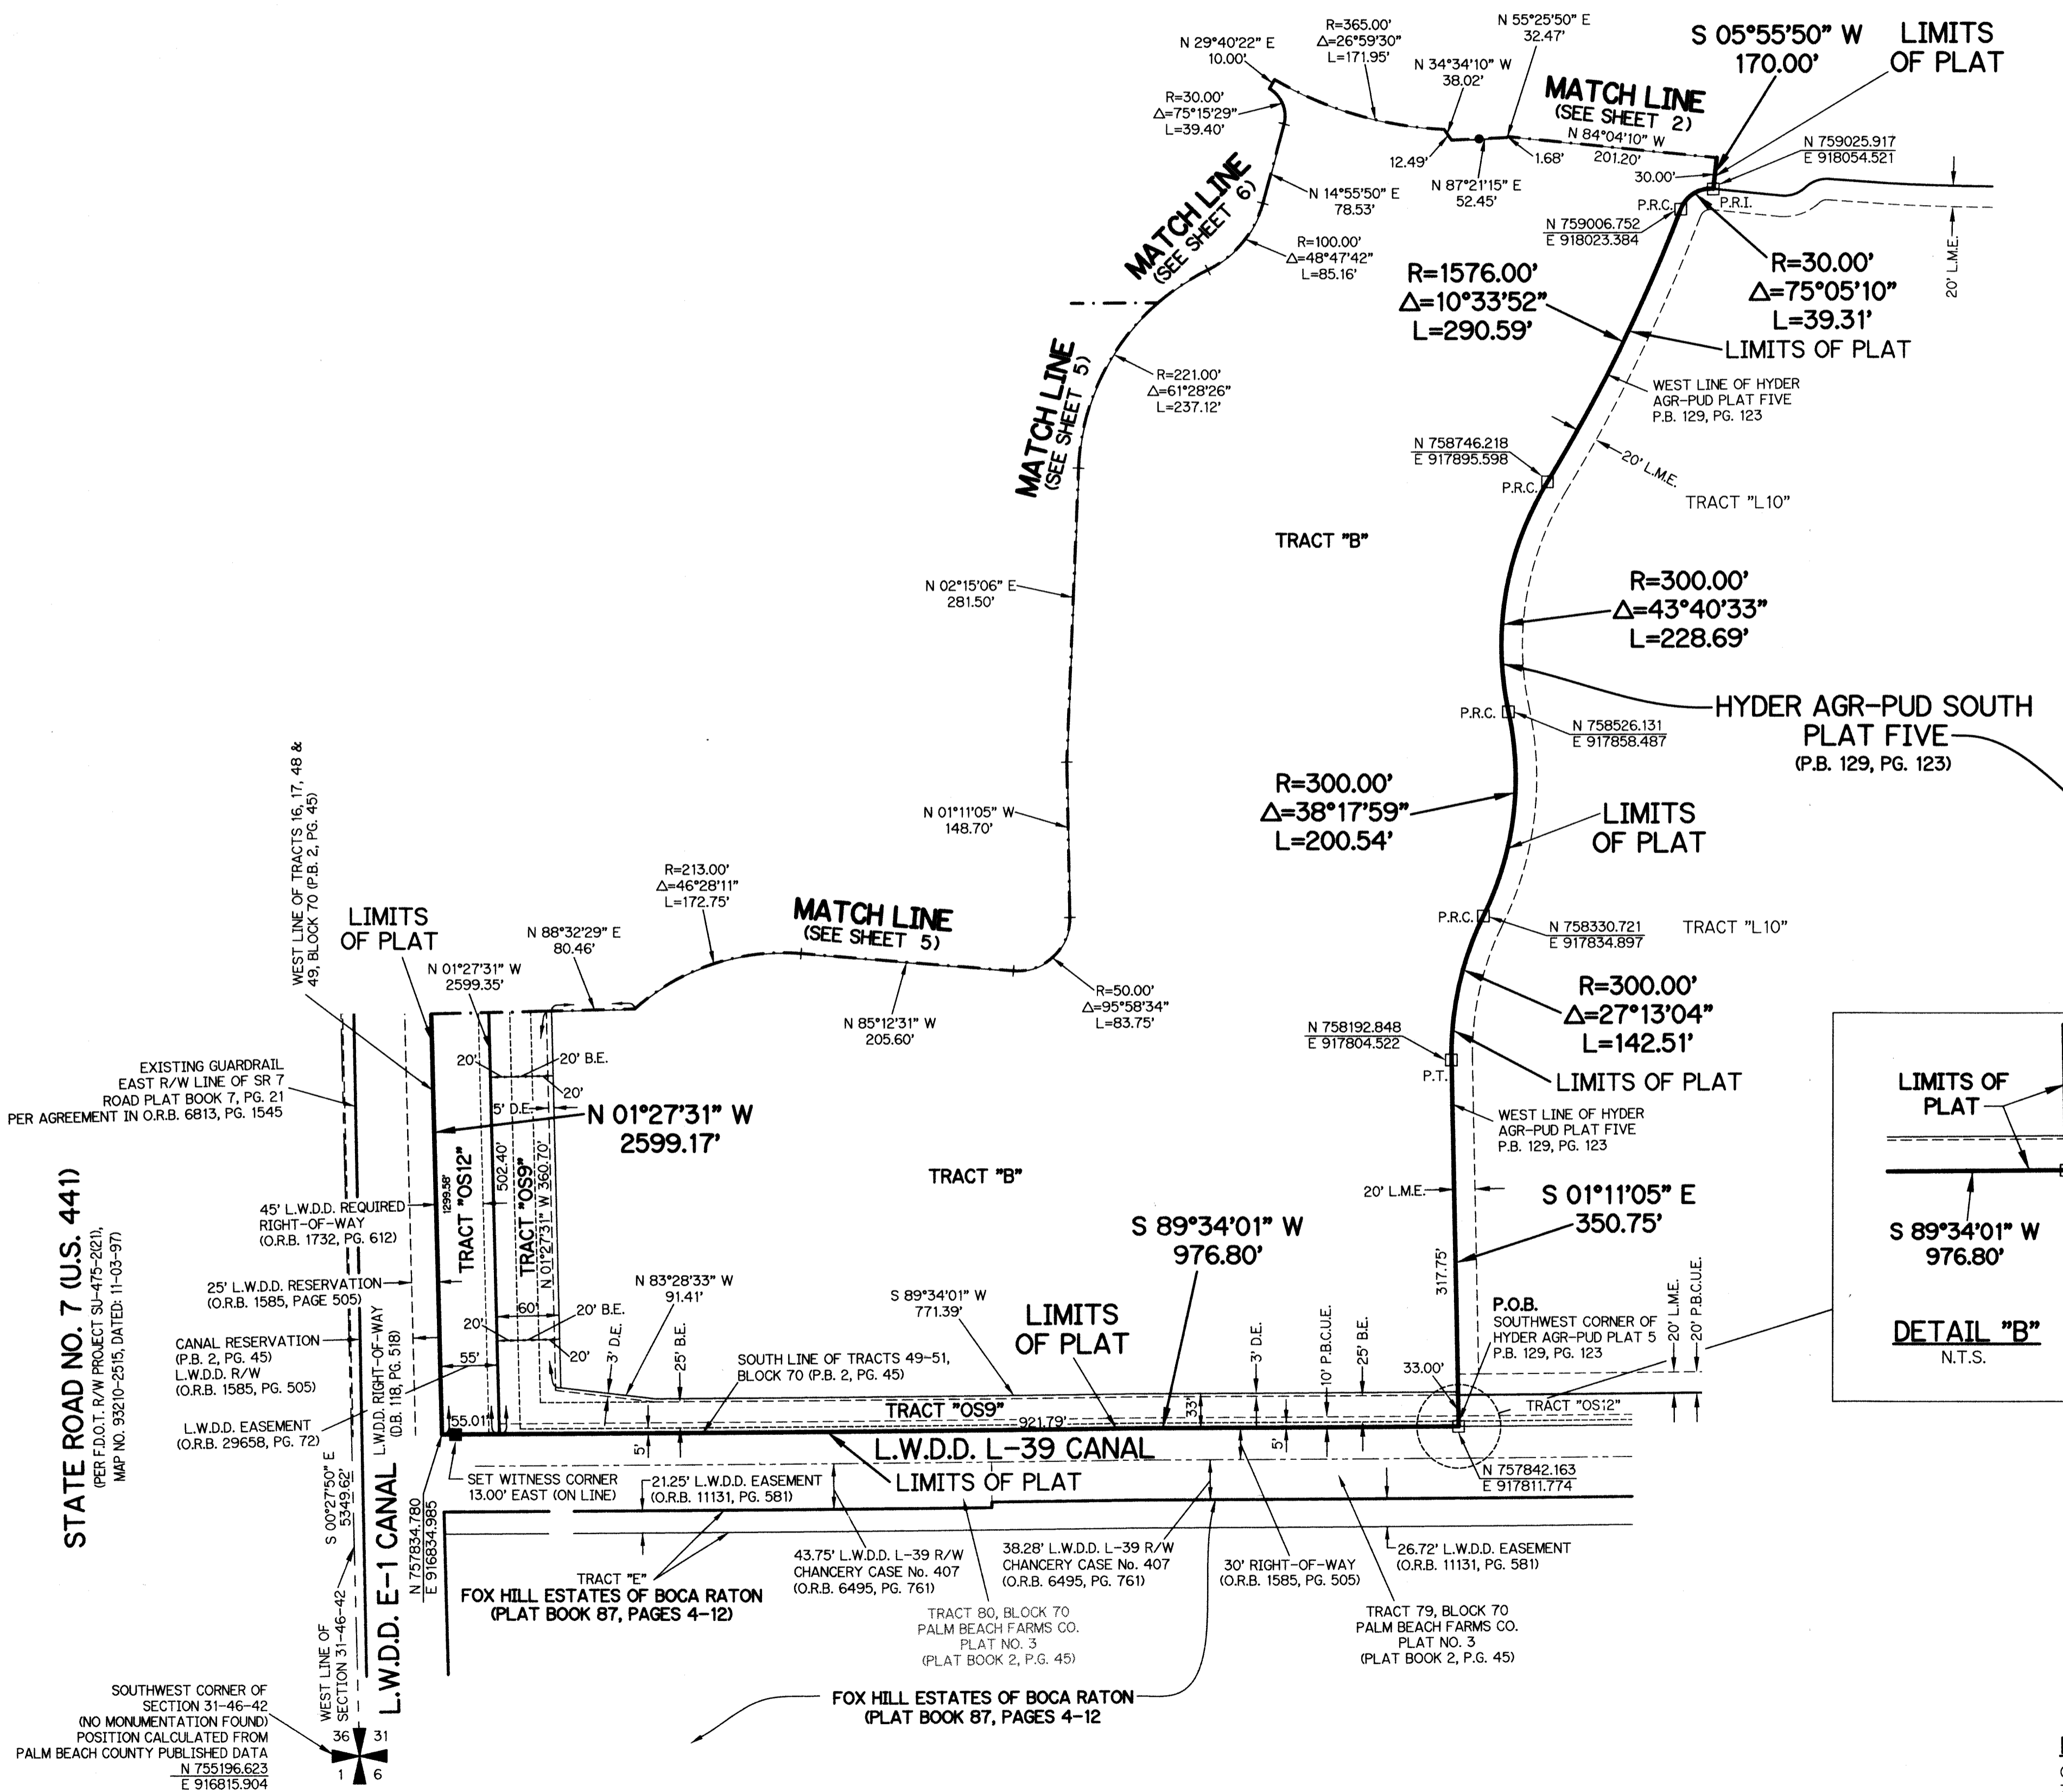 N 29°40'22" E
10.00'
R=365.00'
Δ=26°59'30"
L=171.95'
N 34°34'10" W
38.02'
N 55°25'50" E
32.47'
S 05°55'50" W
170.00'
LIMITS
OF PLAT
MATCH LINE
(SEE SHEET 2)
N 84°04'10" W
201.20'
R=30.00'
Δ=75°15'29"
L=39.40'
12.49'
1.68'
N 87°21'15" E
52.45'
30.00'
N 759025.917
E 918054.521
P.R.C.
P.R.I.
N 759006.752
E 918023.384
20' L.M.E.
MATCH LINE
(SEE SHEET 6)
N 14°55'50" E
78.53'
R=100.00'
Δ=48°47'42"
L=85.16'
R=1576.00'
Δ=10°33'52"
L=290.59'
R=30.00'
Δ=75°05'10"
L=39.31'
LIMITS OF PLAT
WEST LINE OF HYDER
AGR-PUD PLAT FIVE
P.B. 129, PG. 123
MATCH LINE
(SEE SHEET 5)
R=221.00'
Δ=61°28'26"
L=237.12'
N 758746.218
E 917895.598
P.R.C.
20' L.M.E.
TRACT "L10"
TRACT "B"
N 02°15'06" E
281.50'
R=300.00'
Δ=43°40'33"
L=228.69'
HYDER AGR-PUD SOUTH
PLAT FIVE
(P.B. 129, PG. 123)
P.R.C.
N 758526.131
E 917858.487
R=300.00'
Δ=38°17'59"
L=200.54'
LIMITS
OF PLAT
N 01°11'05" W
148.70'
WEST LINE OF TRACTS 16, 17, 48 &
49, BLOCK 70 (P.B. 2, PG. 45)
R=213.00'
Δ=46°28'11"
L=172.75'
MATCH LINE
(SEE SHEET 5)
LIMITS
OF PLAT
N 88°32'29" E
80.46'
N 01°27'31" W
2599.35'
P.R.C.
N 758330.721
E 917834.897
TRACT "L10"
R=50.00'
Δ=95°58'34"
L=83.75'
N 85°12'31" W
205.60'
R=300.00'
Δ=27°13'04"
L=142.51'
N 758192.848
E 917804.522
P.T.
LIMITS OF PLAT
EXISTING GUARDRAIL
EAST R/W LINE OF SR 7
ROAD PLAT BOOK 7, PG. 21
PER AGREEMENT IN O.R.B. 6813, PG. 1545
20'
20' B.E.
20'
5' D.E.
N 01°27'31" W
2599.17'
WEST LINE OF HYDER
AGR-PUD PLAT FIVE
P.B. 129, PG. 123
LIMITS OF
PLAT
S 89°34'01" W
976.80'
DETAIL "B"
N.T.S.
STATE ROAD NO. 7 (U.S. 441)
(PER F.D.O.T. R/W PROJECT SU-475-2(21),
MAP NO. 93210-2515, DATED: 11-03-97)
1299.58'
TRACT "OS12"
502.40'
TRACT "OS9"
N 01°27'31" W 360.70'
TRACT "B"
45' L.W.D.D. REQUIRED
RIGHT-OF-WAY
(O.R.B. 1732, PG. 612)
25' L.W.D.D. RESERVATION
(O.R.B. 1585, PAGE 505)
CANAL RESERVATION
(P.B. 2, PG. 45)
L.W.D.D. R/W
(O.R.B. 1585, PG. 505)
L.W.D.D. EASEMENT
(O.R.B. 29658, PG. 72)
L.W.D.D. RIGHT-OF-WAY
(D.B. 1118, PG. 518)
20' L.M.E.
S 01°11'05" E
350.75'
317.75'
S 89°34'01" W
976.80'
N 83°28'33" W
91.41'
S 89°34'01" W
771.39'
LIMITS
OF PLAT
60'
20' B.E.
20'
20'
55'
3' D.E.
25' B.E.
SOUTH LINE OF TRACTS 49-51,
BLOCK 70 (P.B. 2, PG. 45)
3' D.E.
10' P.B.C.U.E.
25' B.E.
P.O.B.
SOUTHWEST CORNER OF
HYDER AGR-PUD PLAT 5
P.B. 129, PG. 123
33.00'
20' L.M.E.
20' P.B.C.U.E.
TRACT "OS12"
TRACT "OS9"
921.79'
33'
55.01'
5'
5'
L.W.D.D. L-39 CANAL
LIMITS OF PLAT
SET WITNESS CORNER
13.00' EAST (ON LINE)
21.25' L.W.D.D. EASEMENT
(O.R.B. 11131, PG. 581)
N 757842.163
E 917811.774
S 00°27'50" E
5349.62'
L.W.D.D. E-1 CANAL
N 757834.780
E 916834.985
TRACT "E"
FOX HILL ESTATES OF BOCA RATON
(PLAT BOOK 87, PAGES 4-12)
43.75' L.W.D.D. L-39 R/W
CHANCERY CASE No. 407
(O.R.B. 6495, PG. 761)
38.28' L.W.D.D. L-39 R/W
CHANCERY CASE No. 407
(O.R.B. 6495, PG. 761)
30' RIGHT-OF-WAY
(O.R.B. 1585, PG. 505)
26.72' L.W.D.D. EASEMENT
(O.R.B. 11131, PG. 581)
TRACT 80, BLOCK 70
PALM BEACH FARMS CO.
PLAT NO. 3
(PLAT BOOK 2, P.G. 45)
TRACT 79, BLOCK 70
PALM BEACH FARMS CO.
PLAT NO. 3
(PLAT BOOK 2, P.G. 45)
WEST LINE OF
SECTION 31-46-42
FOX HILL ESTATES OF BOCA RATON
(PLAT BOOK 87, PAGES 4-12
SOUTHWEST CORNER OF
SECTION 31-46-42
(NO MONUMENTATION FOUND)
POSITION CALCULATED FROM
PALM BEACH COUNTY PUBLISHED DATA
N 755196.623
E 916815.904
36
31
1
6